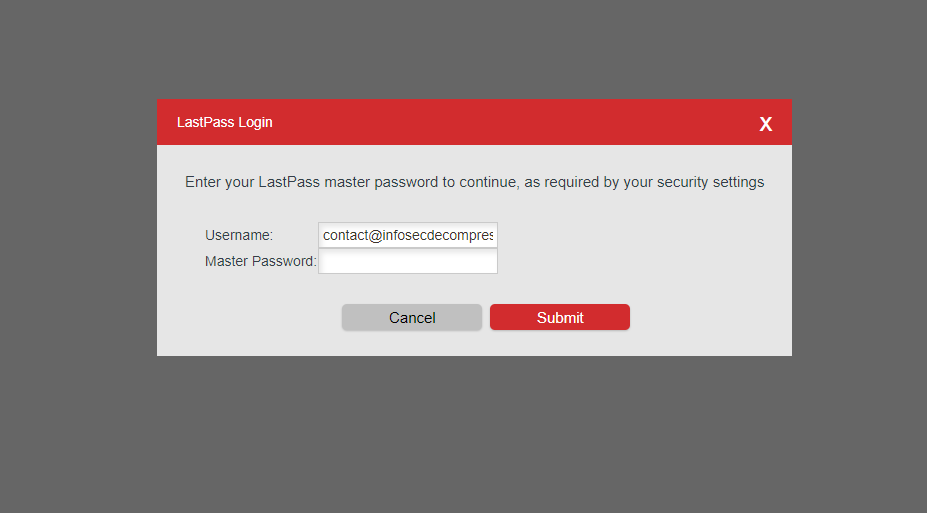 LastPass Login
X
Enter your LastPass master password to continue, as required by your security settings
Username:
contact@infosecdecompres
Master Password:
Cancel
Submit